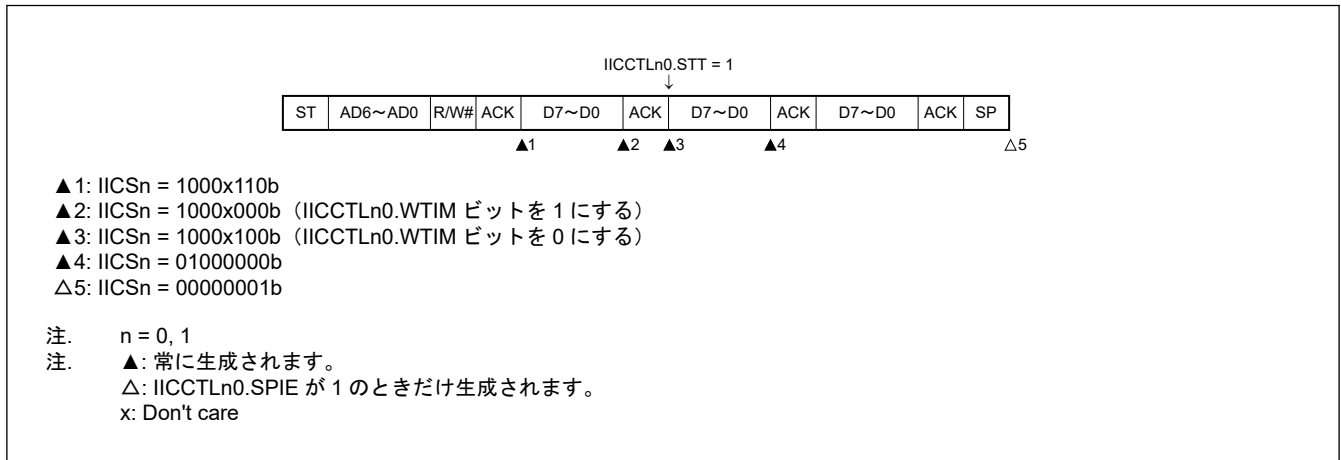 IICCTLn0.STT = 1
↓
ST AD6～AD0 R/W# ACK D7～D0 ACK D7～D0 ACK D7～D0 ACK SP
▲1 ▲2 ▲3 ▲4 △5
▲1: IICSn = 1000x110b
▲2: IICSn = 1000x000b（IICCTLn0.WTIM ビットを 1 にする）
▲3: IICSn = 1000x100b（IICCTLn0.WTIM ビットを 0 にする）
▲4: IICSn = 01000000b
△5: IICSn = 00000001b
注. n = 0, 1
注. ▲: 常に生成されます。
△: IICCTLn0.SPIE が 1 のときだけ生成されます。
x: Don't care